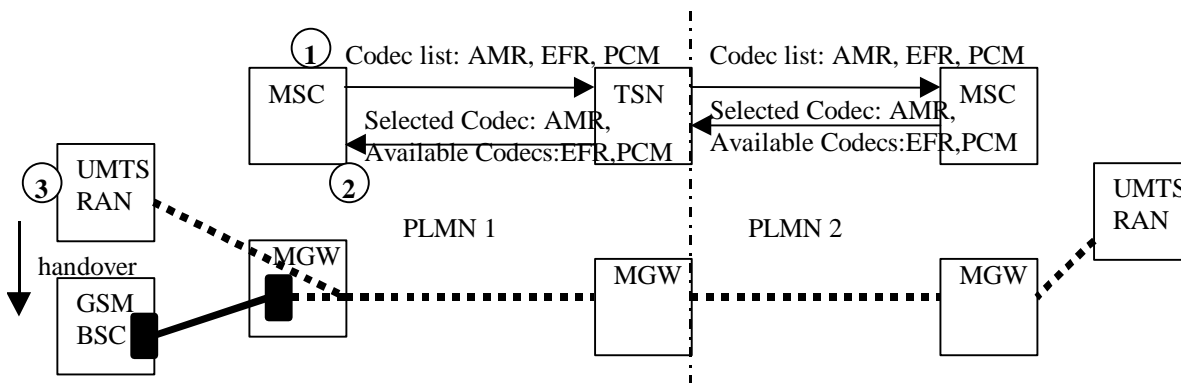 1
Codec list: AMR, EFR, PCM
Codec list: AMR, EFR, PCM
MSC
TSN
MSC
Selected Codec: AMR,
Available Codecs:EFR,PCM
Selected Codec: AMR,
Available Codecs:EFR,PCM
2
3
UMTS
RAN
UMTS
RAN
PLMN 1
PLMN 2
handover
MGW
MGW
MGW
GSM
BSC